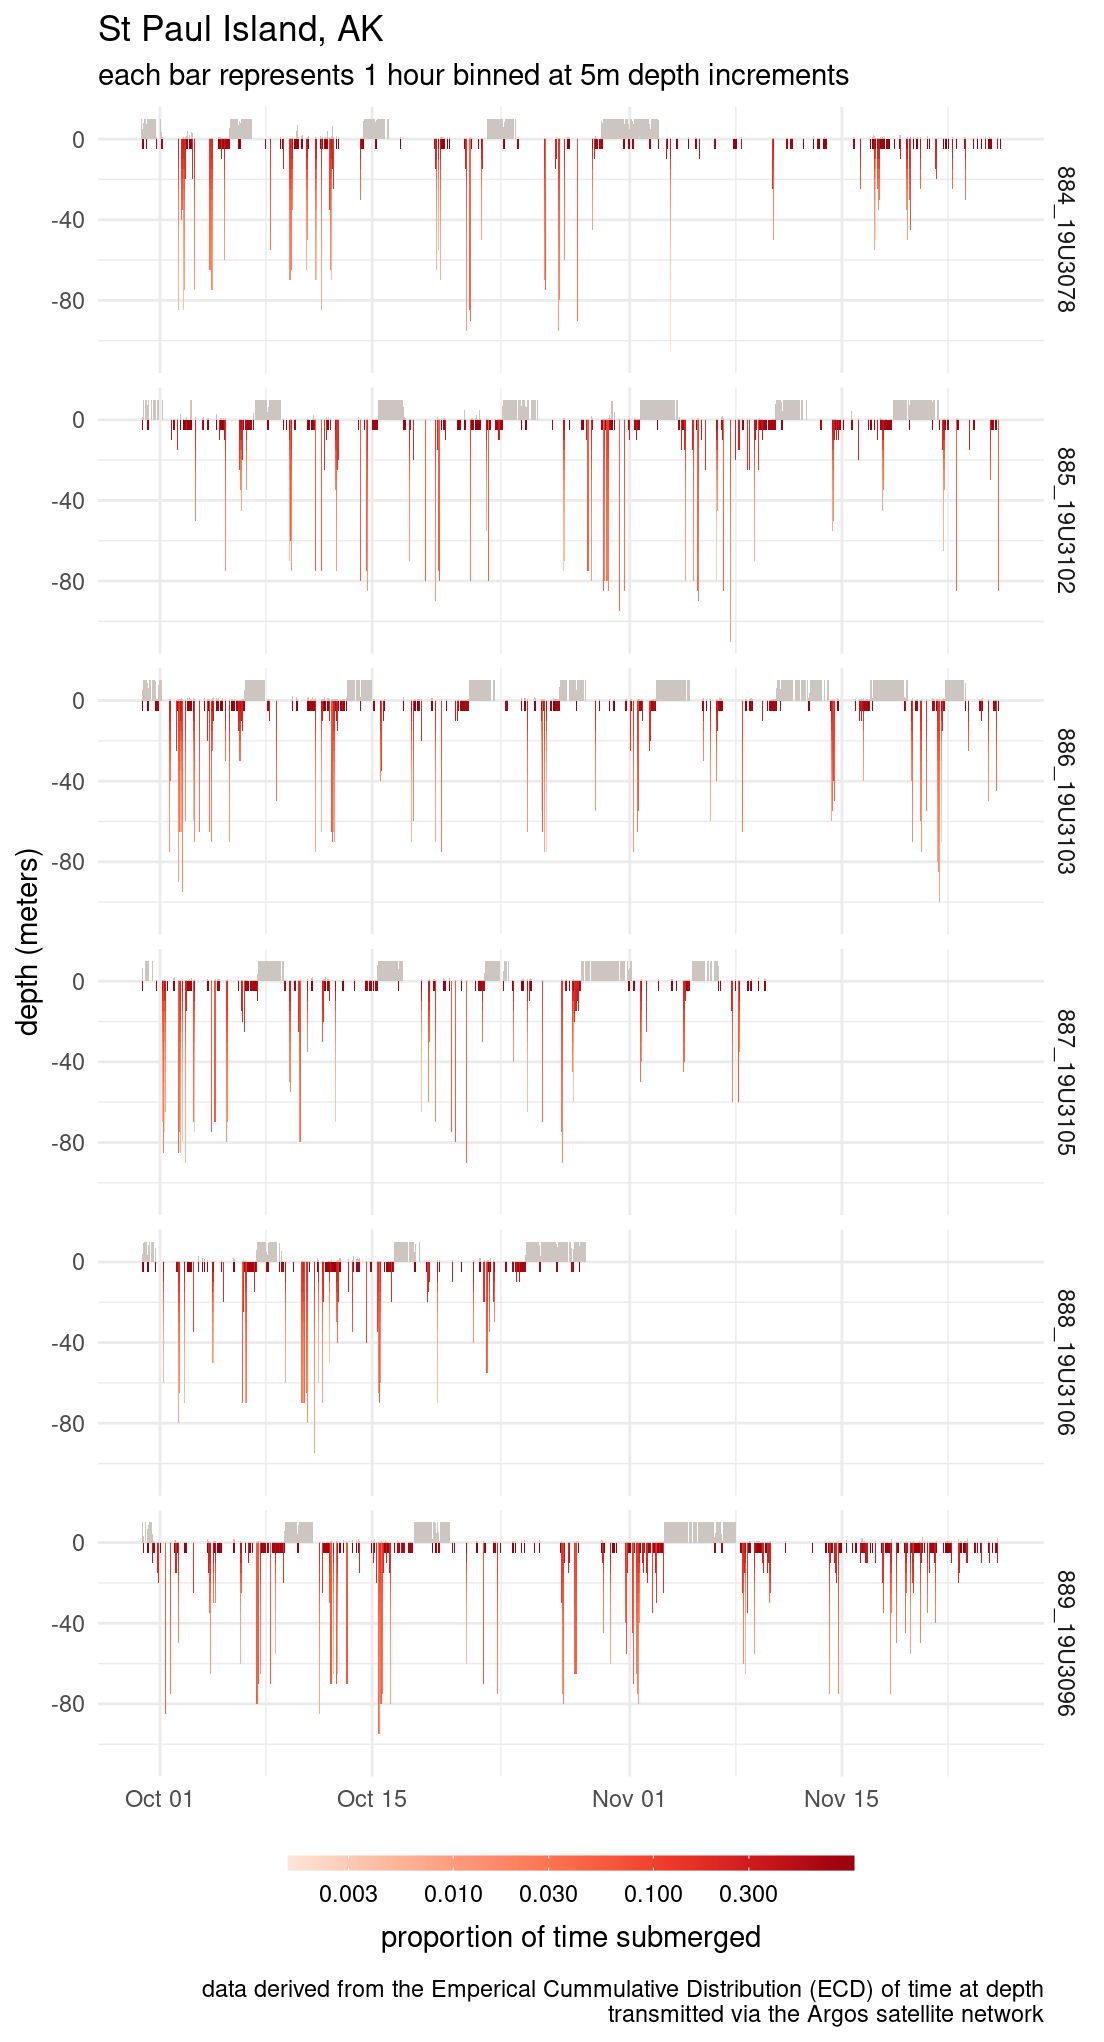 St Paul Island, AK
each bar represents 1 hour binned at 5m depth increments
depth (meters)
0
-40
-80
884_19U3078
0
-40
-80
885_19U3102
0
-40
-80
886_19U3103
0
-40
-80
887_19U3105
0
-40
-80
888_19U3106
0
-40
-80
889_19U3096
Oct 01 Oct 15 Nov 01 Nov 15
0.003 0.010 0.030 0.100 0.300
proportion of time submerged
data derived from the Emperical Cummulative Distribution (ECD) of time at depth
transmitted via the Argos satellite network